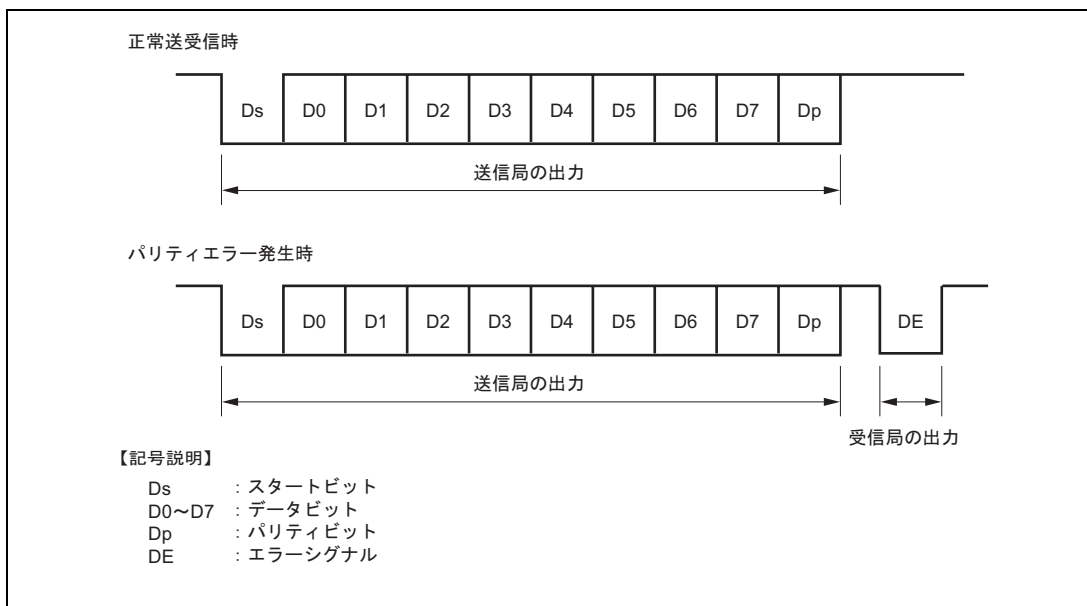 正常送受信時
Ds D0 D1 D2 D3 D4 D5 D6 D7 Dp
送信局の出力
パリティエラー発生時
Ds D0 D1 D2 D3 D4 D5 D6 D7 Dp DE
送信局の出力
受信局の出力
【記号説明】
Ds : スタートビット
D0~D7 : データビット
Dp : パリティビット
DE : エラーシグナル